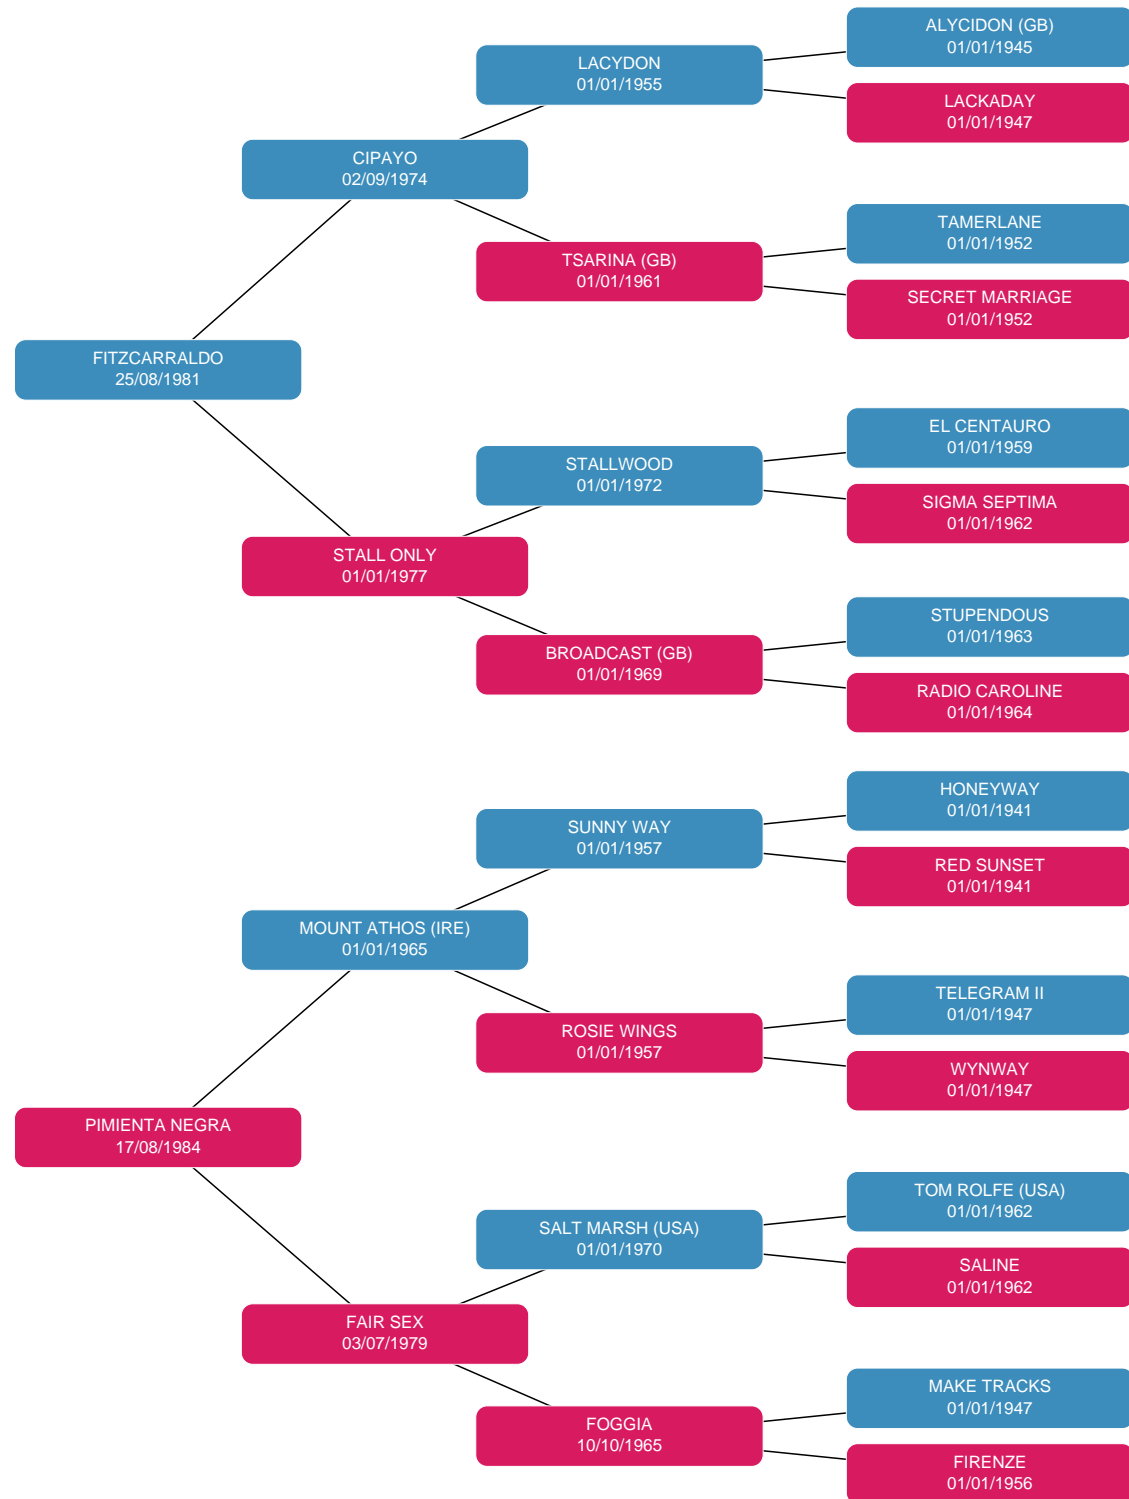 ALYCIDON (GB)
01/01/1945
LACYDON
01/01/1955
LACKADAY
01/01/1947
CIPAYO
02/09/1974
TAMERLANE
01/01/1952
TSARINA (GB)
01/01/1961
SECRET MARRIAGE
01/01/1952
FITZCARRALDO
25/08/1981
EL CENTAURO
01/01/1959
STALLWOOD
01/01/1972
SIGMA SEPTIMA
01/01/1962
STALL ONLY
01/01/1977
STUPENDOUS
01/01/1963
BROADCAST (GB)
01/01/1969
RADIO CAROLINE
01/01/1964
HONEYWAY
01/01/1941
SUNNY WAY
01/01/1957
RED SUNSET
01/01/1941
MOUNT ATHOS (IRE)
01/01/1965
TELEGRAM II
01/01/1947
ROSIE WINGS
01/01/1957
WYNWAY
01/01/1947
PIMIENTA NEGRA
17/08/1984
TOM ROLFE (USA)
01/01/1962
SALT MARSH (USA)
01/01/1970
SALINE
01/01/1962
FAIR SEX
03/07/1979
MAKE TRACKS
01/01/1947
FOGGIA
10/10/1965
FIRENZE
01/01/1956